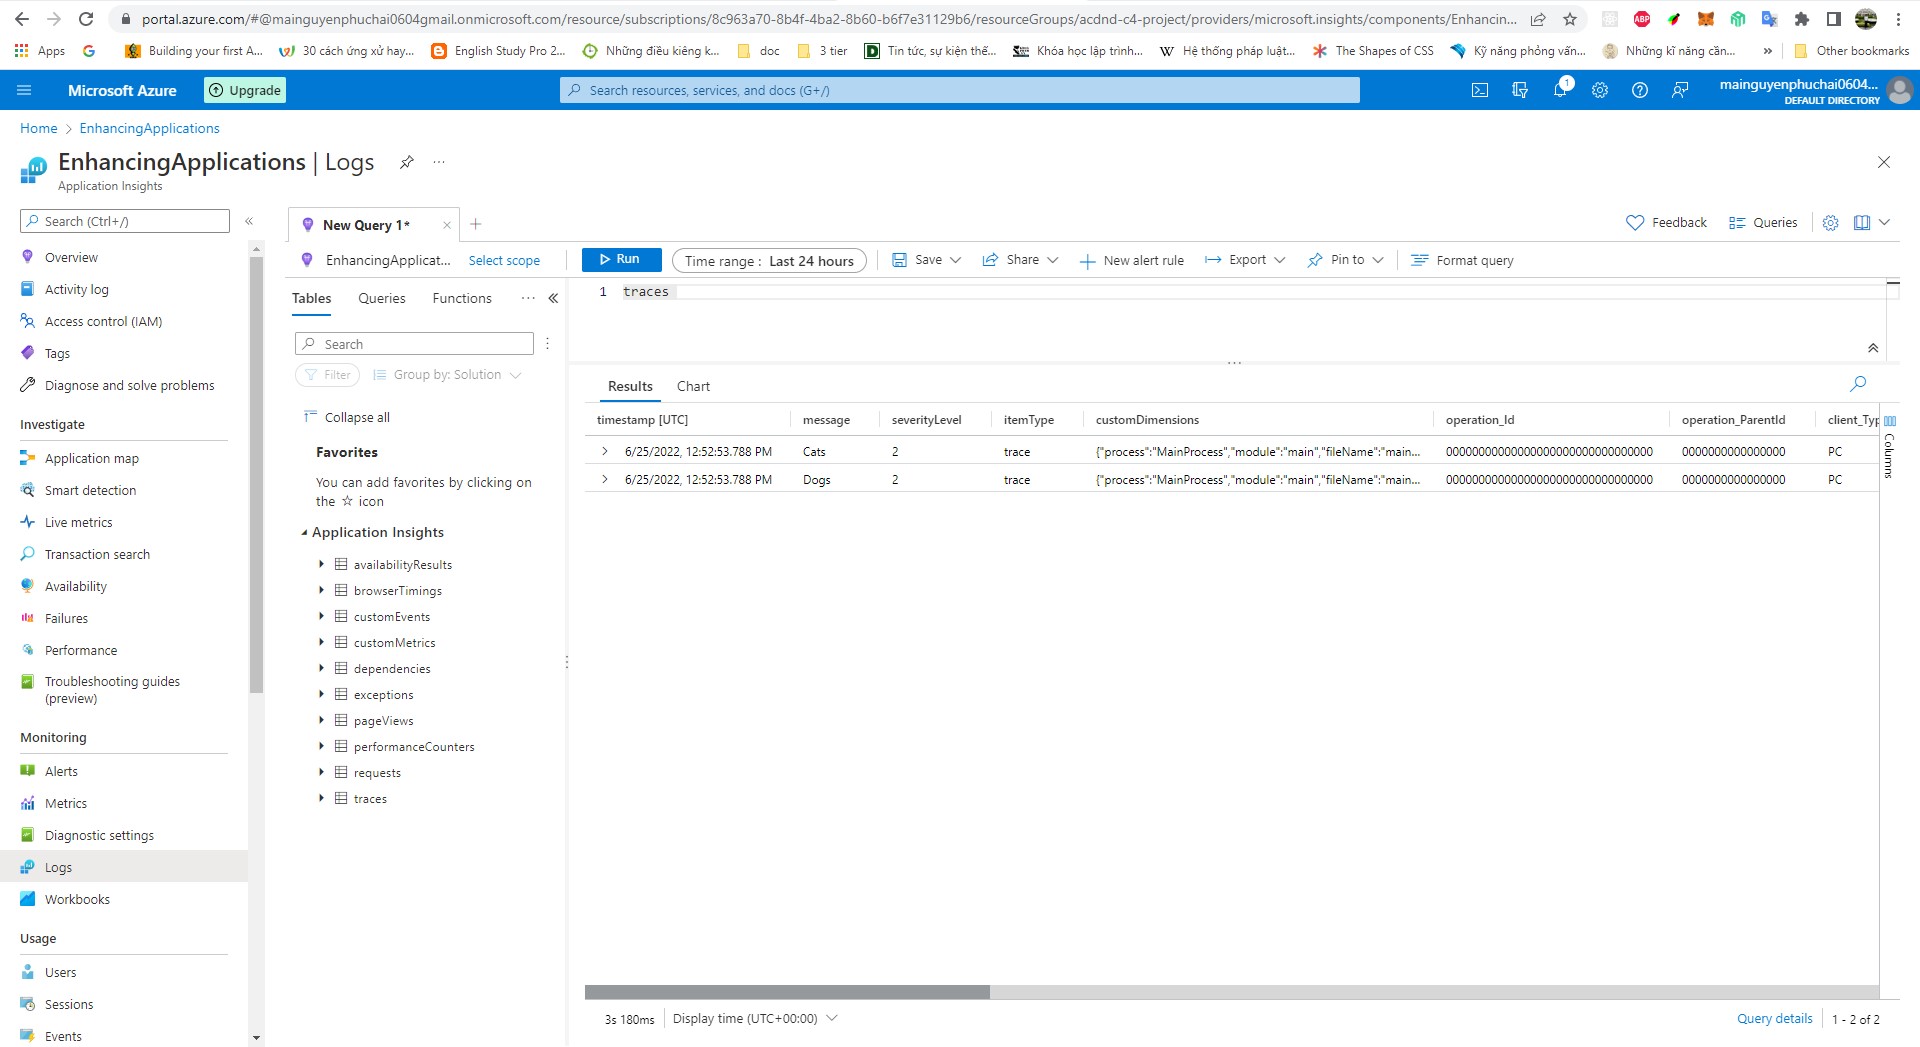 portal.azure.com/#@mainguyenphuchai0604gmail.onmicrosoft.com/resource/subscriptions/8c963a70-8b4f-4ba2-8b60-b6f7e31129b6/resourceGroups/acdnd-c4-project/providers/microsoft.insights/components/Enhancin...
Apps
Building your first A...
30 cách ứng xử hay...
English Study Pro 2...
Những điều kiêng k...
doc
3 tier
Tin tức, sự kiện thế...
Khóa học lập trình...
Hệ thống pháp luật...
The Shapes of CSS
Kỹ năng phỏng vấn...
Những kĩ năng cần...
»
Other bookmarks
Microsoft Azure
Upgrade
Search resources, services, and docs (G+/)
1
mainguyenphuchai0604...
DEFAULT DIRECTORY
Home > EnhancingApplications
EnhancingApplications | Logs
Application Insights
Search (Ctrl+/)
Overview
Activity log
Access control (IAM)
Tags
Diagnose and solve problems
Investigate
Application map
Smart detection
Live metrics
Transaction search
Availability
Failures
Performance
Troubleshooting guides
(preview)
Monitoring
Alerts
Metrics
Diagnostic settings
Logs
Workbooks
Usage
Users
Sessions
Events
New Query 1*
Feedback
Queries
EnhancingApplicat...
Select scope
Run
Time range : Last 24 hours
Save
Share
New alert rule
Export
Pin to
Format query
Tables
Queries
Functions
Search
Filter
Group by: Solution
Collapse all
Favorites
You can add favorites by clicking on
the ☆ icon
Application Insights
availabilityResults
browserTimings
customEvents
customMetrics
dependencies
exceptions
pageViews
performanceCounters
requests
traces
1 traces
Results
Chart
timestamp [UTC] message severityLevel itemType customDimensions operation_Id operation_ParentId client_Typ
6/25/2022, 12:52:53.788 PM Cats 2 trace {"process":"MainProcess","module":"main","fileName":"main... 00000000000000000000000000000000 0000000000000000 PC
6/25/2022, 12:52:53.788 PM Dogs 2 trace {"process":"MainProcess","module":"main","fileName":"main... 00000000000000000000000000000000 0000000000000000 PC
Columns
3s 180ms
Display time (UTC+00:00)
Query details
1 - 2 of 2